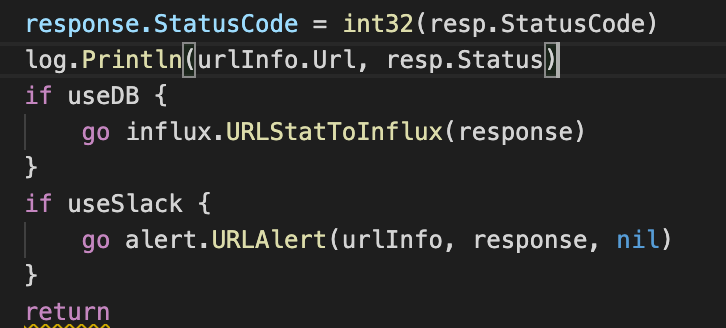 response.StatusCode = int32(resp.StatusCode)
log.Println(urlInfo.Url, resp.Status)
if useDB {
    go influx.URLStatToInflux(response)
}
if useSlack {
    go alert.URLAlert(urlInfo, response, nil)
}
return